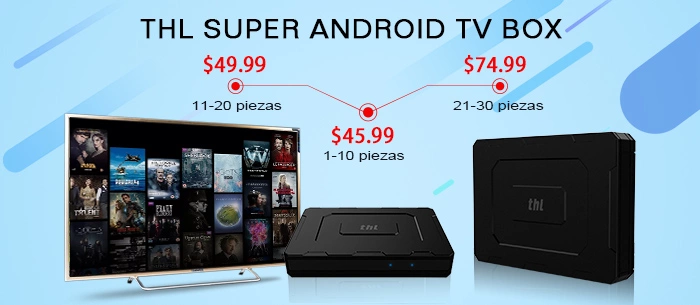 THL SUPER ANDROID TV BOX
$49.99
11-20 piezas
$45.99
1-10 piezas
$74.99
21-30 piezas
thl
thl